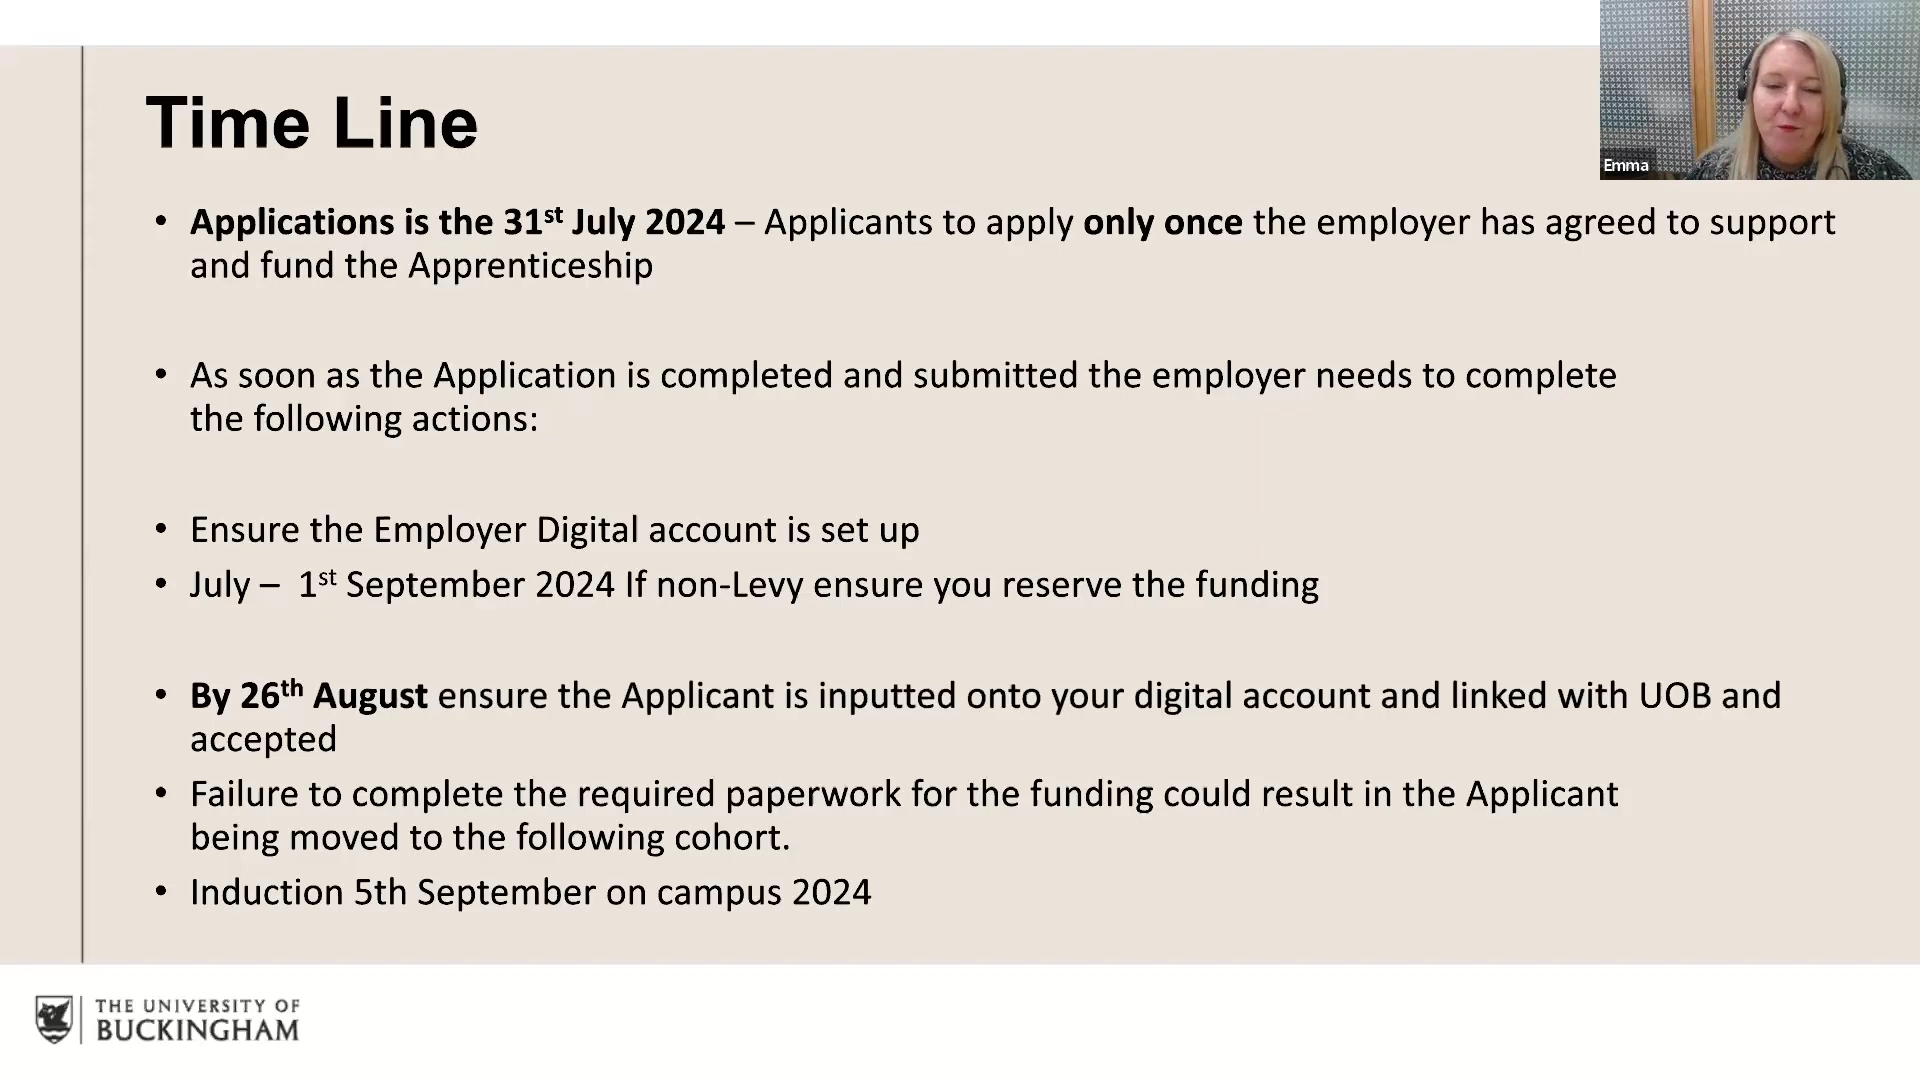 Time Line
Emma
• Applications is the 31st July 2024 – Applicants to apply only once the employer has agreed to support
and fund the Apprenticeship
• As soon as the Application is completed and submitted the employer needs to complete
the following actions:
• Ensure the Employer Digital account is set up
• July – 1st September 2024 If non-Levy ensure you reserve the funding
• By 26th August ensure the Applicant is inputted onto your digital account and linked with UOB and
accepted
• Failure to complete the required paperwork for the funding could result in the Applicant
being moved to the following cohort.
• Induction 5th September on campus 2024
THE UNIVERSITY OF
BUCKINGHAM